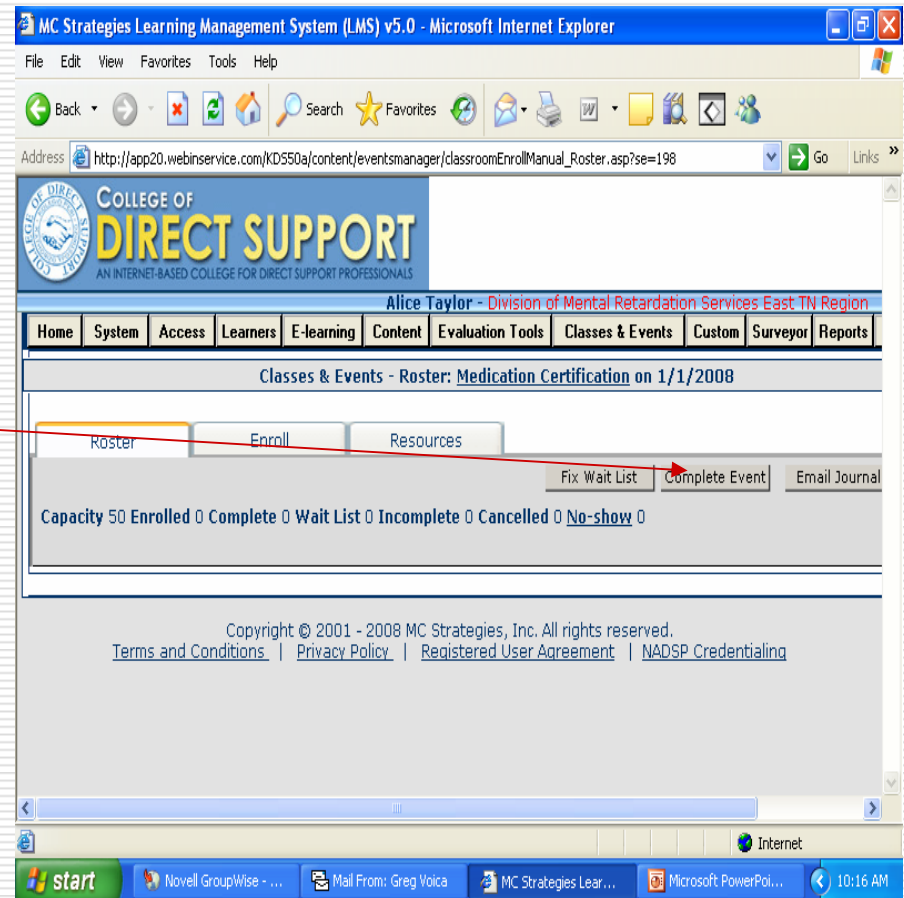 MC Strategies Learning Management System (LMS) v5.0 - Microsoft Internet Explorer
File Edit View Favorites Tools Help
Back Search Favorites
Address http://app20.webinservice.com/KDS50a/content/eventsmanager/classroomEnrollManual_Roster.asp?se=198 Go Links »
COLLEGE OF DIRECT SUPPORT
COLLEGE OF
DIRECT SUPPORT
AN INTERNET-BASED COLLEGE FOR DIRECT SUPPORT PROFESSIONALS
Alice Taylor - Division of Mental Retardation Services East TN Region
Home System Access Learners E-learning Content Evaluation Tools Classes & Events Custom Surveyor Reports
Classes & Events - Roster: Medication Certification on 1/1/2008
Roster Enroll Resources
Fix Wait List Complete Event Email Journal
Capacity 50 Enrolled 0 Complete 0 Wait List 0 Incomplete 0 Cancelled 0 No-show 0
Copyright © 2001 - 2008 MC Strategies, Inc. All rights reserved.
Terms and Conditions | Privacy Policy | Registered User Agreement | NADSP Credentialing
Internet
start Novell GroupWise - ... Mail From: Greg Voica MC Strategies Lear... Microsoft PowerPoi... 10:16 AM